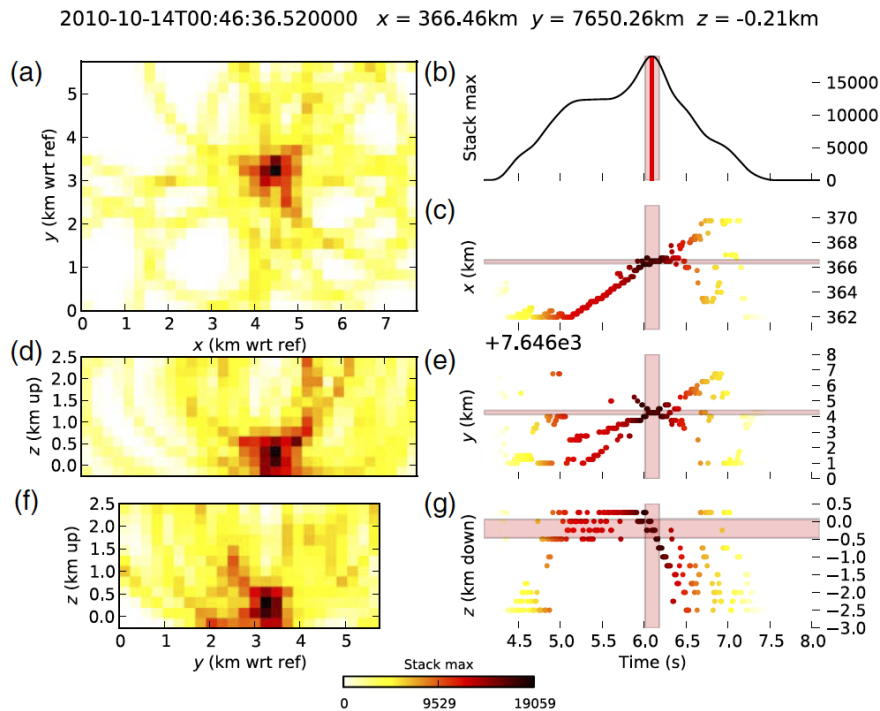 2010-10-14T00:46:36.520000 x = 366.46km y = 7650.26km z = -0.21km
(a)
5
4
3
2
1
0
y (km wrt ref)
0 1 2 3 4 5 6 7
x (km wrt ref)
(b)
Stack max
15000
10000
5000
0
(c)
x (km)
370
368
366
364
362
(d)
z (km up)
2.5
2.0
1.5
1.0
0.5
0.0
+7.646e3
(e)
y (km)
8
7
6
5
4
3
2
1
0
(f)
z (km up)
2.5
2.0
1.5
1.0
0.5
0.0
0 1 2 3 4 5
y (km wrt ref)
(g)
z (km down)
0.5
0.0
−0.5
−1.0
−1.5
−2.0
−2.5
−3.0
4.5 5.0 5.5 6.0 6.5 7.0 7.5 8.0
Time (s)
Stack max
0 9529 19059